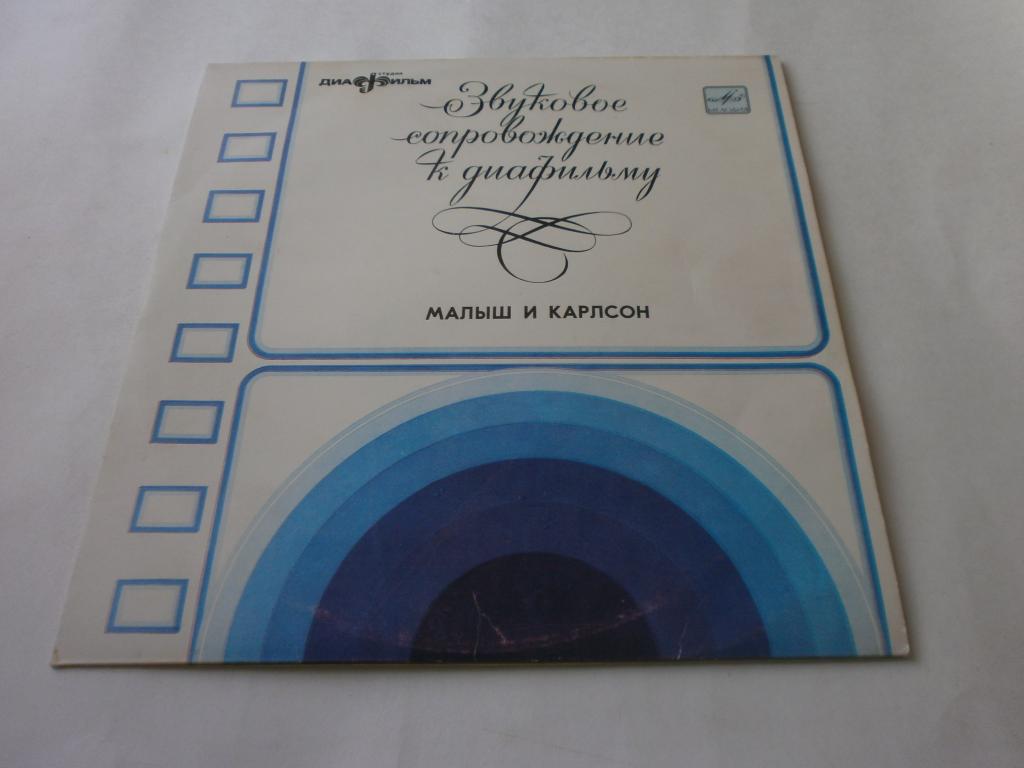 студия
ДИАФИЛЬМ
Звуковое
сопровождение
к диафильму
МАЛЫШ И КАРЛСОН